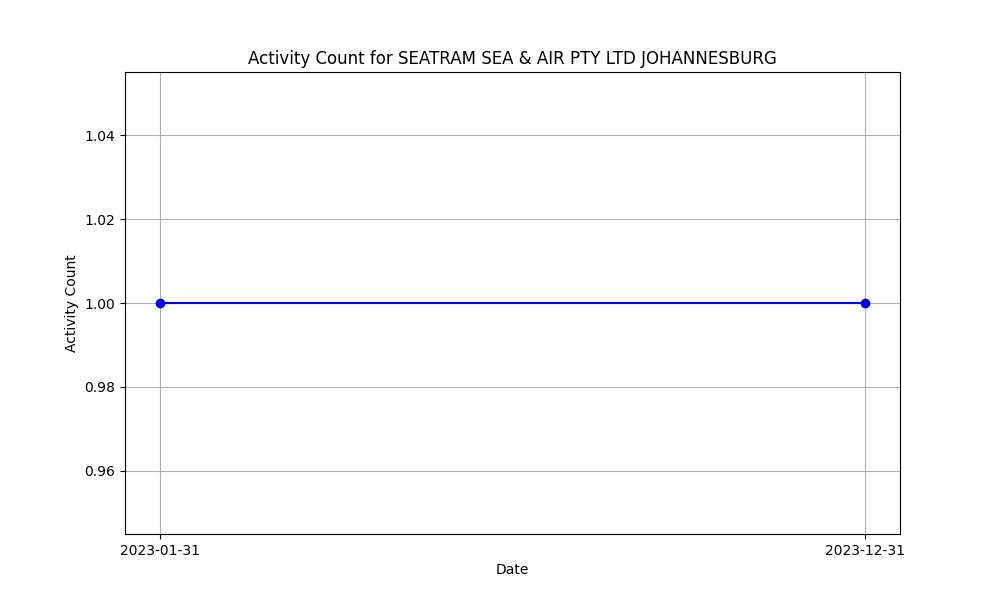 Activity Count for SEATRAM SEA & AIR PTY LTD JOHANNESBURG
1.04
1.02
1.00
0.98
0.96
Activity Count
2023-01-31 2023-12-31
Date